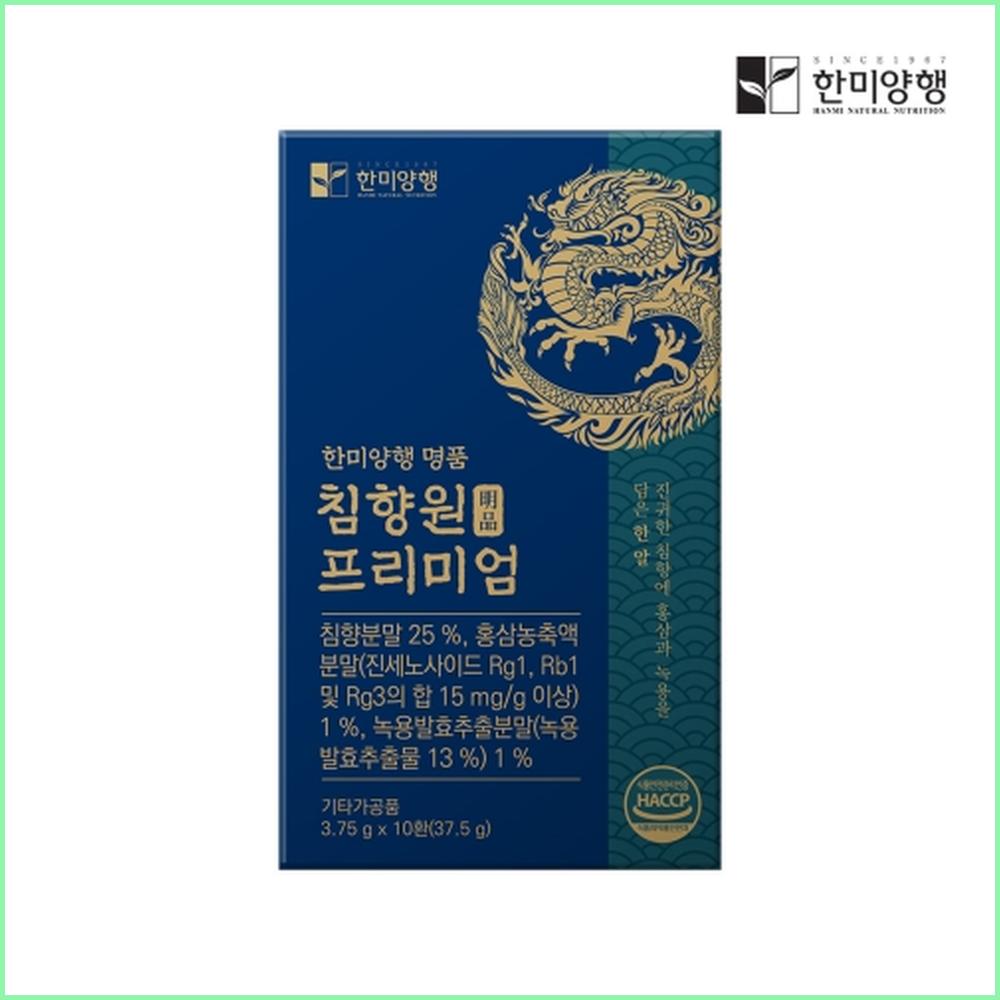 SINCE1967
한미양행
HANMI NATURAL NUTRITION
SINCE1967
한미양행
HANMI NATURAL NUTRITION
한미양행 명품
침향원 明品
프리미엄
침향분말 25 %, 홍삼농축액
분말(진세노사이드 Rg1, Rb1
및 Rg3의 합 15 mg/g 이상)
1 %, 녹용발효추출분말(녹용
발효추출물 13 %) 1 %
기타가공품
3.75 g x 10환(37.5 g)
진귀한 침향에 홍삼과 녹용을
담은 한 알
HACCP